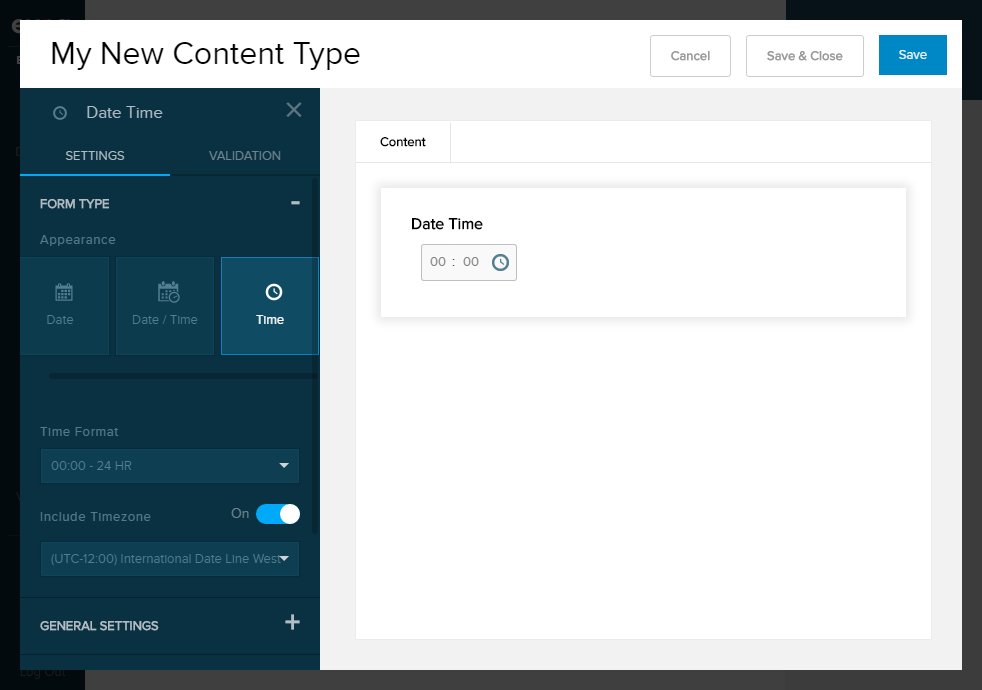 My New Content Type
Cancel
Save & Close
Save
Date Time
SETTINGS
VALIDATION
FORM TYPE
Appearance
Date
Date / Time
Time
Time Format
00:00 - 24 HR
Include Timezone
On
(UTC-12:00) International Date Line West
GENERAL SETTINGS
Content
Date Time
00 : 00
Log Out